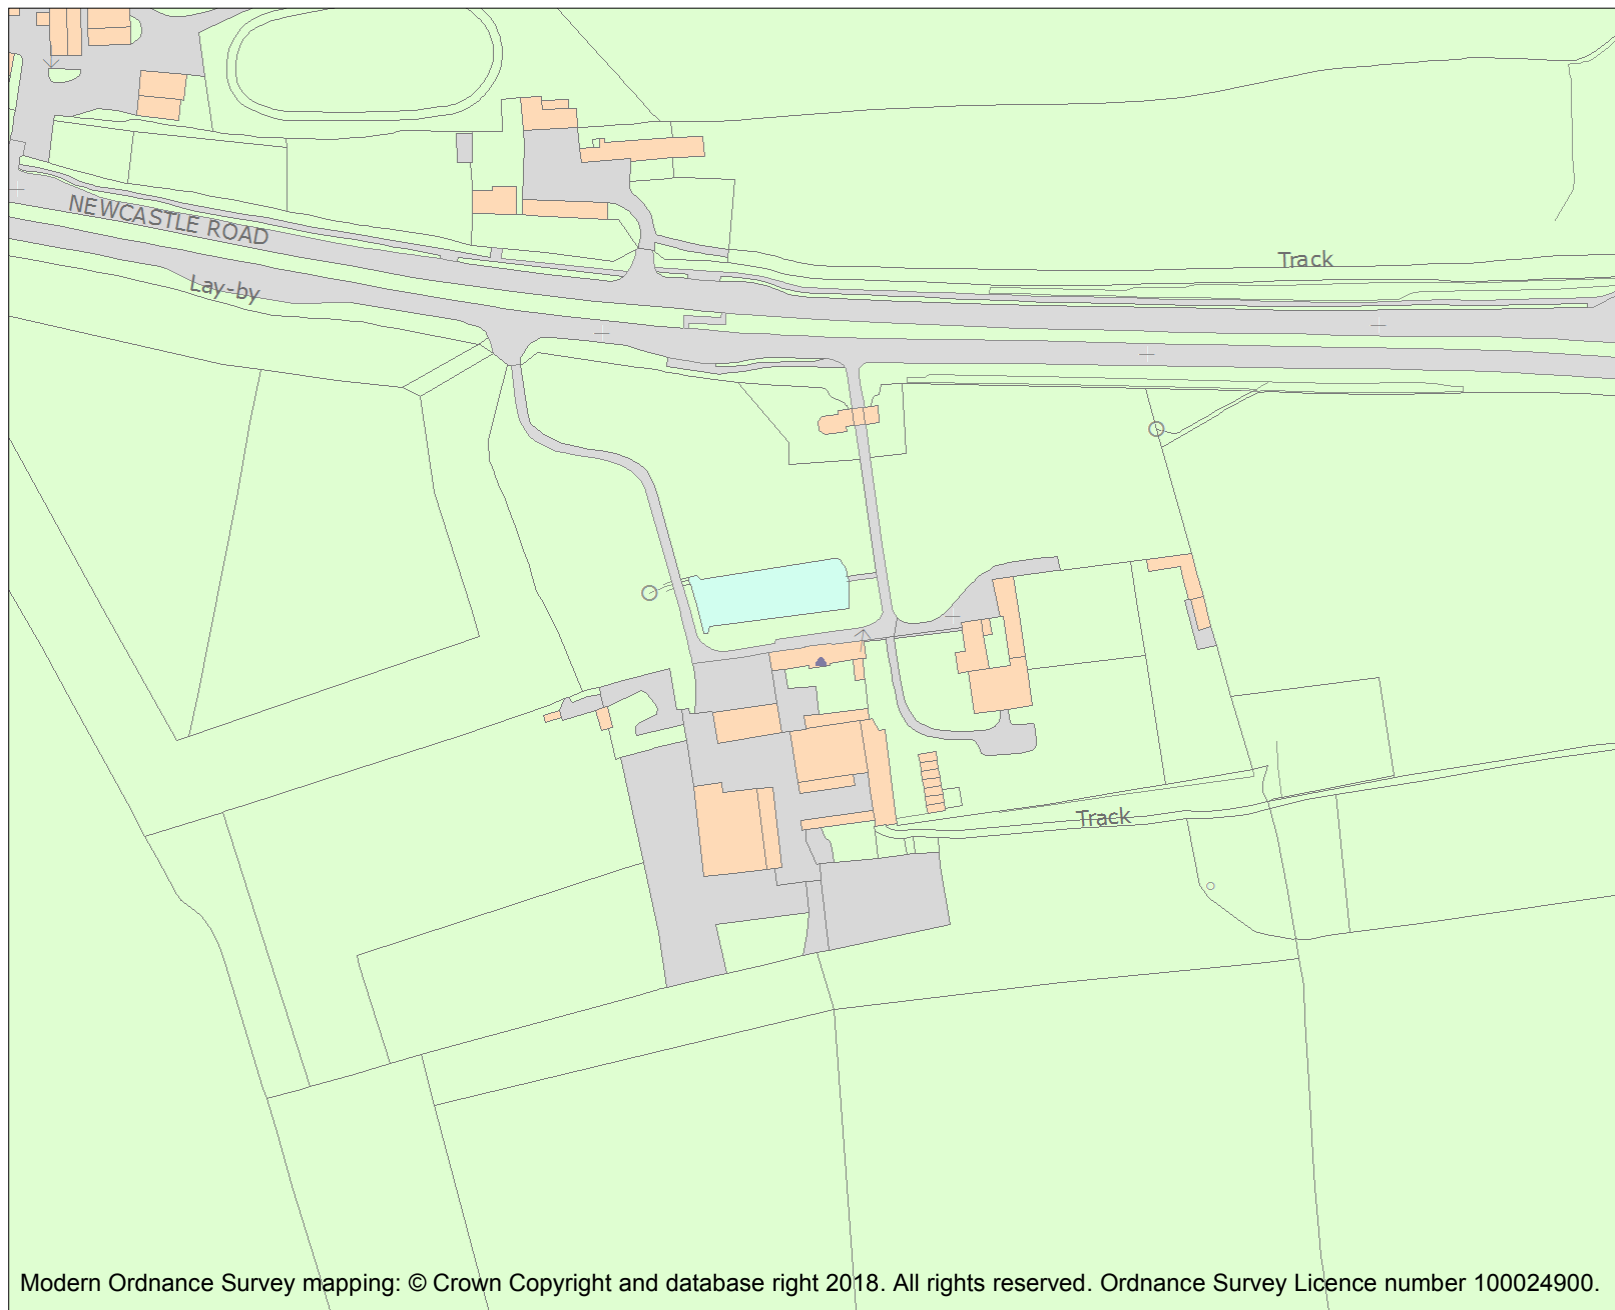 NEWCASTLE ROAD
Track
Lay-by
Track
Modern Ordnance Survey mapping: © Crown Copyright and database right 2018. All rights reserved. Ordnance Survey Licence number 100024900.